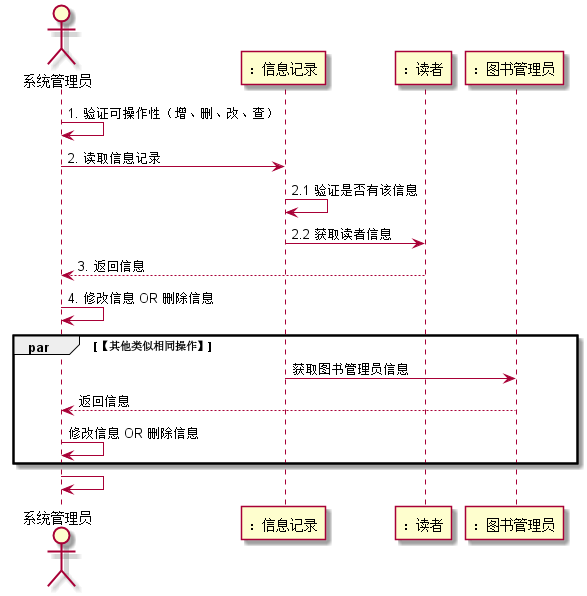 系统管理员
: 信息记录
: 读者
: 图书管理员
1. 验证可操作性（增、删、改、查）
2. 读取信息记录
2.1 验证是否有该信息
2.2 获取读者信息
3. 返回信息
4. 修改信息 OR 删除信息
par [【其他类似相同操作】]
获取图书管理员信息
返回信息
修改信息 OR 删除信息
系统管理员
: 信息记录
: 读者
: 图书管理员